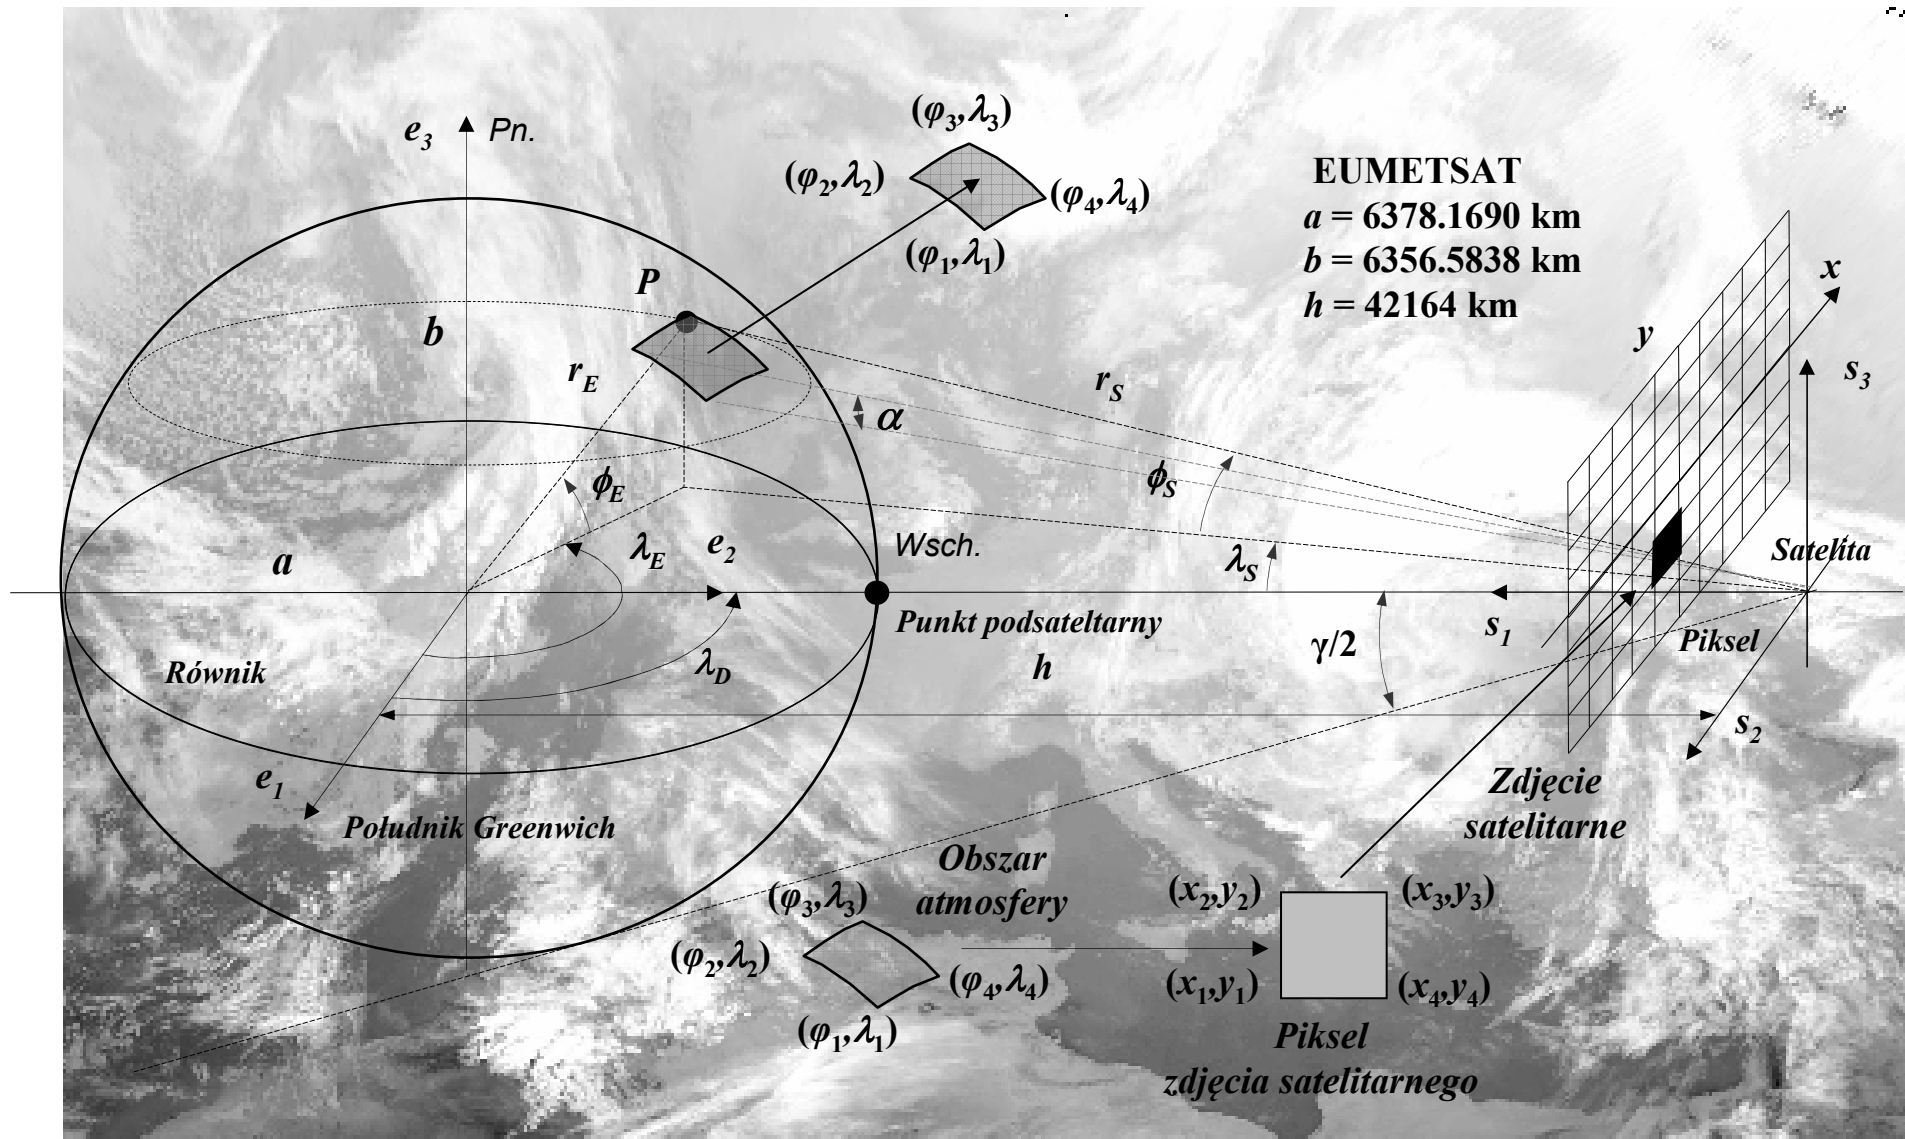 e3 Pn.
(φ3,λ3)
(φ2,λ2)
(φ4,λ4)
(φ1,λ1)
EUMETSAT
a = 6378.1690 km
b = 6356.5838 km
h = 42164 km
P
b
x
y
rE
rS
s3
α
ϕE
ϕS
a
λE
e2
Wsch.
λS
Satelita
Punkt podsateltarny
s1
Piksel
Równik
λD
h
γ/2
s2
e1
Południk Greenwich
Zdjęcie
satelitarne
Obszar
atmosfery
(φ3,λ3)
(φ2,λ2)
(φ4,λ4)
(φ1,λ1)
(x2,y2)
(x3,y3)
(x1,y1)
(x4,y4)
Piksel
zdjęcia satelitarnego